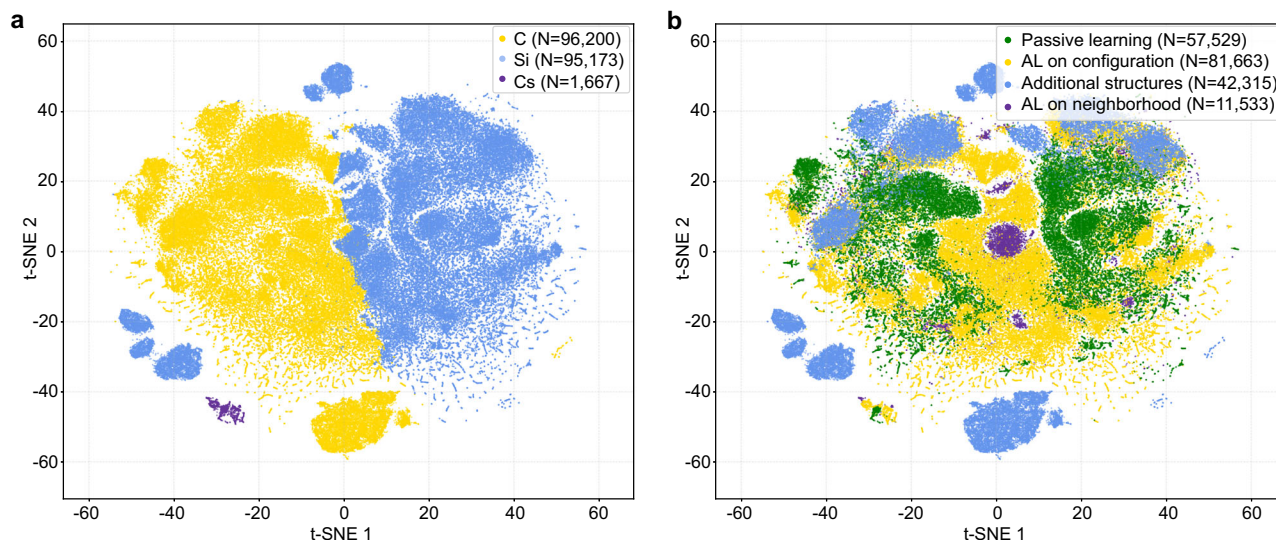 a
C (N=96,200)
Si (N=95,173)
Cs (N=1,667)
60
40
20
0
-20
-40
-60
t-SNE 2
-60
-40
-20
0
20
40
60
t-SNE 1
b
Passive learning (N=57,529)
AL on configuration (N=81,663)
Additional structures (N=42,315)
AL on neighborhood (N=11,533)
60
40
20
0
-20
-40
-60
t-SNE 2
-60
-40
-20
0
20
40
60
t-SNE 1